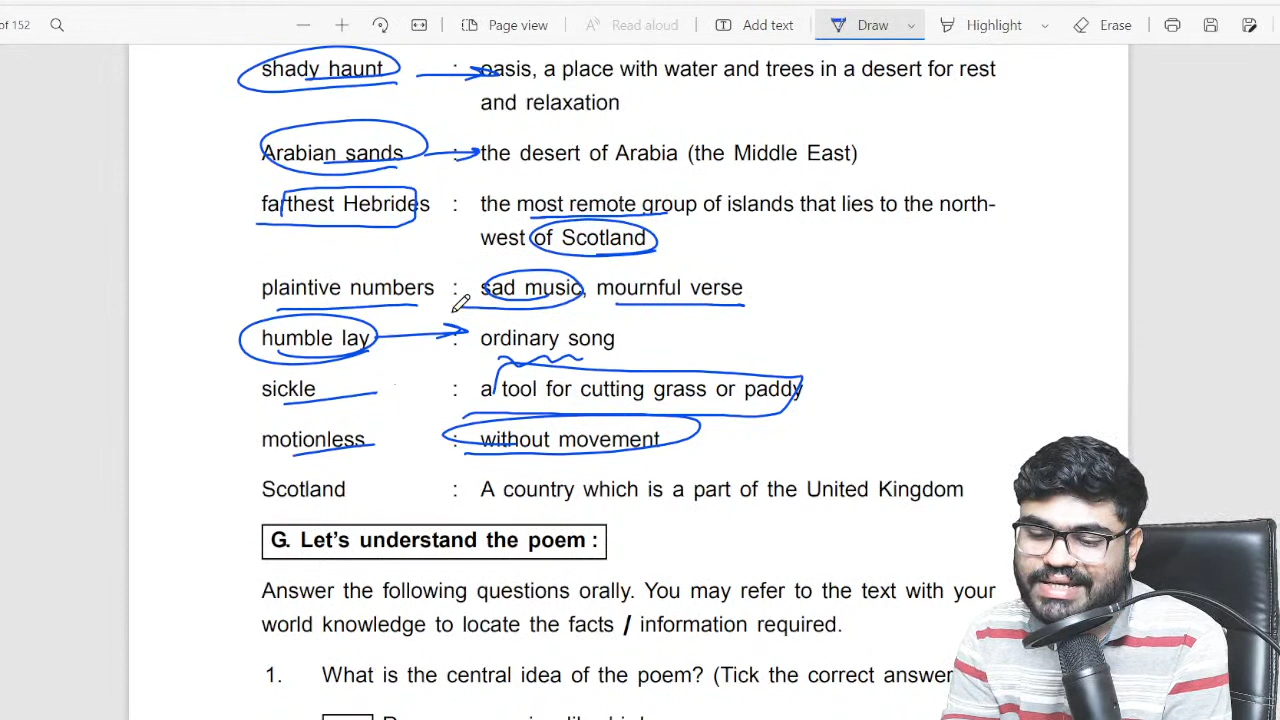 of 152
Page view
Read aloud
Add text
Draw
Highlight
Erase
shady haunt : oasis, a place with water and trees in a desert for rest
and relaxation
Arabian sands : the desert of Arabia (the Middle East)
farthest Hebrides : the most remote group of islands that lies to the north-
west of Scotland
plaintive numbers : sad music, mournful verse
humble lay : ordinary song
sickle : a tool for cutting grass or paddy
motionless : without movement
Scotland : A country which is a part of the United Kingdom
G. Let's understand the poem :
Answer the following questions orally. You may refer to the text with your
world knowledge to locate the facts / information required.
1. What is the central idea of the poem? (Tick the correct answer